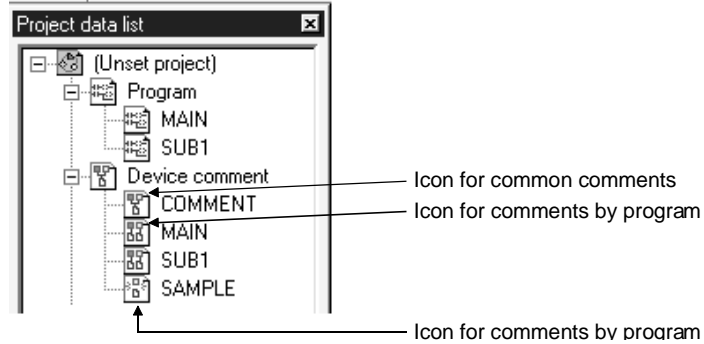 Project data list
(Unset project)
Program
MAIN
SUB1
Device comment
COMMENT
MAIN
SUB1
SAMPLE
Icon for common comments
Icon for comments by program
Icon for comments by program